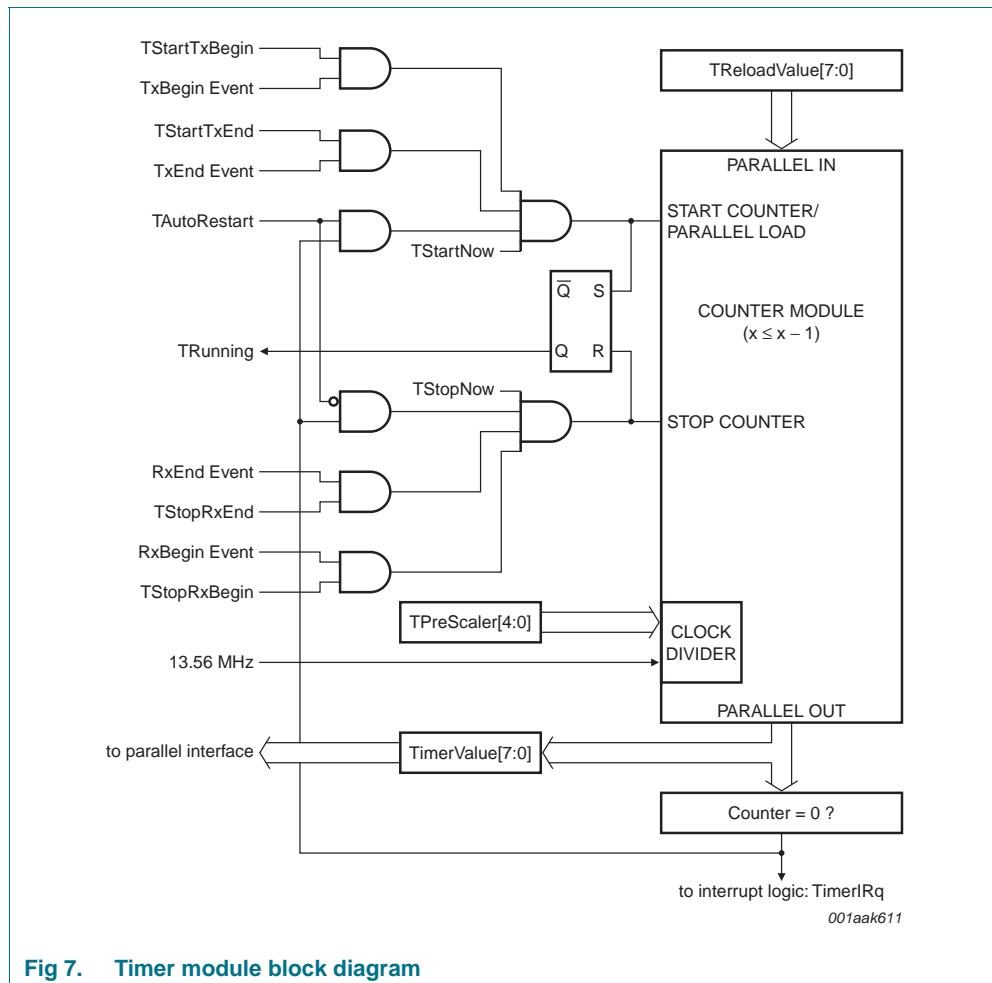 TStartTxBegin
TxBegin Event
TReloadValue[7:0]
TStartTxEnd
TxEnd Event
PARALLEL IN
TAutoRestart
START COUNTER/
PARALLEL LOAD
TStartNow
Q S
COUNTER MODULE
(x ≤ x − 1)
TRunning
Q R
TStopNow
STOP COUNTER
RxEnd Event
TStopRxEnd
RxBegin Event
TStopRxBegin
TPreScaler[4:0]
CLOCK
DIVIDER
13.56 MHz
PARALLEL OUT
to parallel interface
TimerValue[7:0]
Counter = 0 ?
to interrupt logic: TimerIRq
001aak611
Fig 7. Timer module block diagram